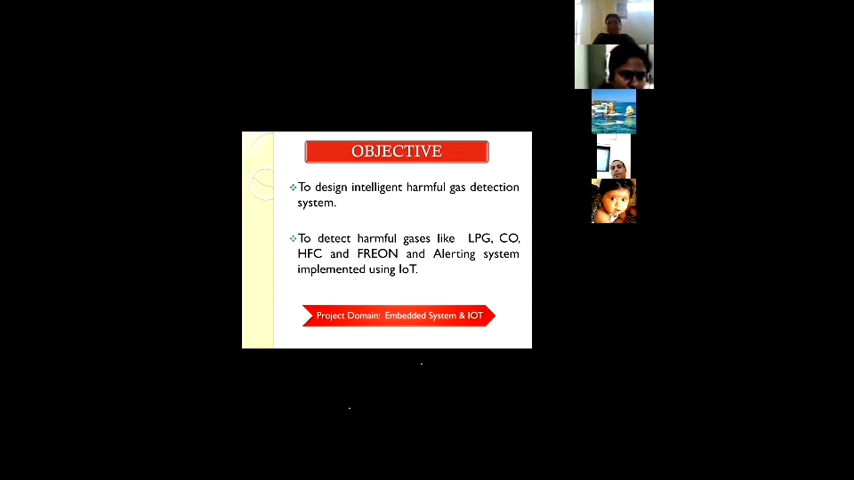 OBJECTIVE
To design intelligent harmful gas detection
system.
To detect harmful gases like LPG, CO,
HFC and FREON and Alerting system
implemented using IoT.
Project Domain: Embedded System & IOT